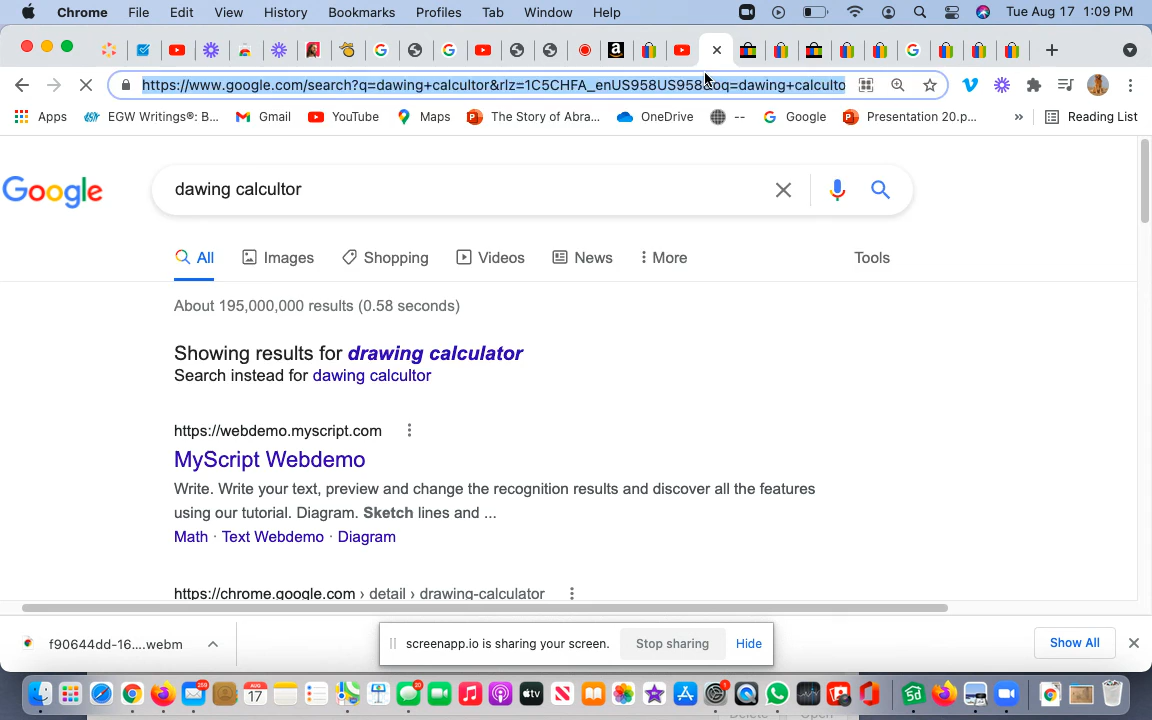 Chrome File Edit View History Bookmarks Profiles Tab Window Help Tue Aug 17 1:09 PM
https://www.google.com/search?q=dawing+calcultor&rlz=1C5CHFA_enUS958US958&oq=dawing+calculto
Apps EGW Writings®: B... Gmail YouTube Maps The Story of Abra... OneDrive -- Google Presentation 20.p... » Reading List
Google dawing calcultor
All Images Shopping Videos News More Tools
About 195,000,000 results (0.58 seconds)
Showing results for drawing calculator
Search instead for dawing calcultor
https://webdemo.myscript.com
MyScript Webdemo
Write. Write your text, preview and change the recognition results and discover all the features
using our tutorial. Diagram. Sketch lines and ...
Math · Text Webdemo · Diagram
https://chrome.google.com › detail › drawing-calculator
f90644dd-16....webm screenapp.io is sharing your screen. Stop sharing Hide Show All
Delete Open